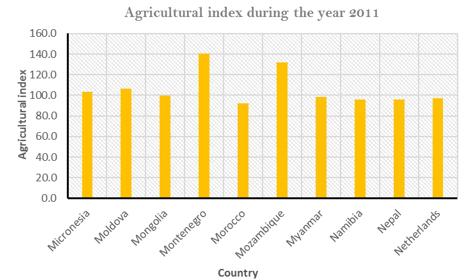 Agricultural index during the year 2011
160.0
140.0
120.0
100.0
80.0
60.0
40.0
20.0
0.0
Agricultural index
Micronesia
Moldova
Mongolia
Montenegro
Morocco
Mozambique
Myanmar
Namibia
Nepal
Netherlands
Country